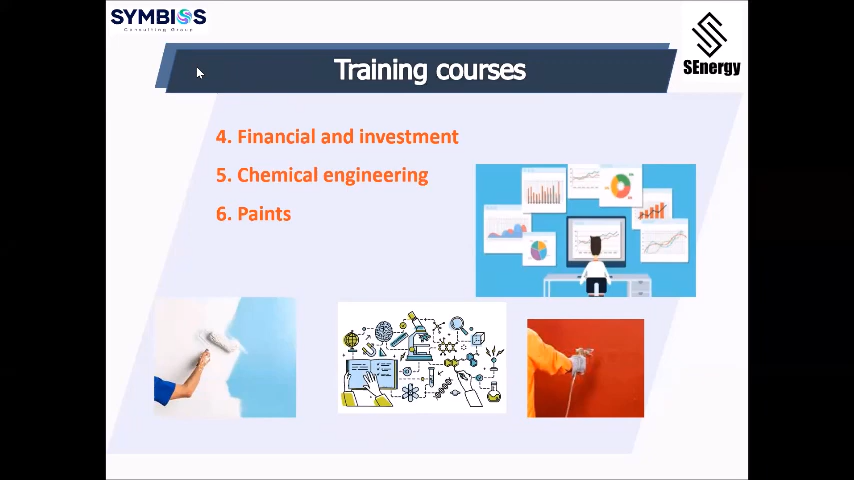 SYMBIOS
Consulting Group
SEnergy
Training courses
4. Financial and investment
5. Chemical engineering
6. Paints